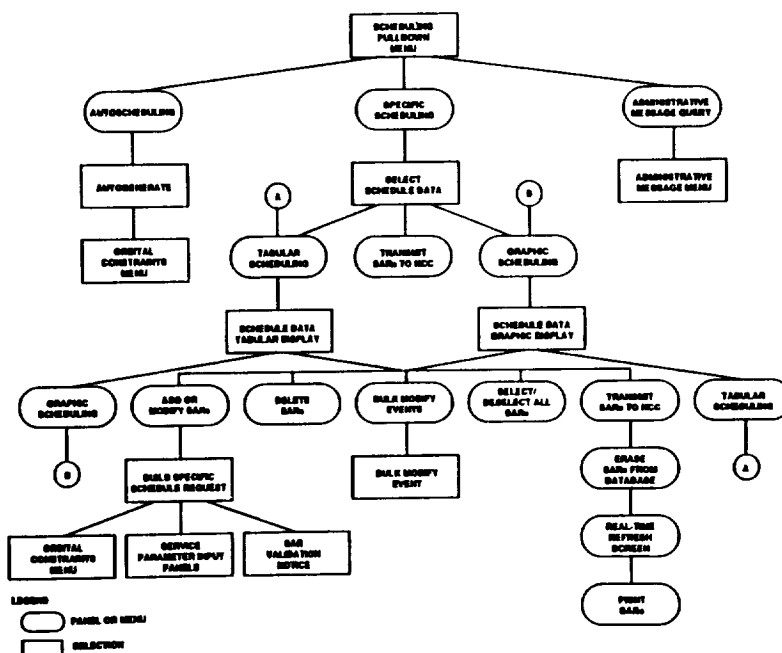 SCHEDULING
PULLDOWN
MENU
AUTOSCHEDULING
SPECIFIC
SCHEDULING
ADMINISTRATIVE
MESSAGE QUERY
AUTOGENERATE
SELECT
SCHEDULE DATA
ADMINISTRATIVE
MESSAGE MENU
A
B
ORBITAL
CONSTRAINTS
MENU
TABULAR
SCHEDULING
TRANSMIT
SARs TO NCC
GRAPHIC
SCHEDULING
SCHEDULE DATA
TABULAR DISPLAY
SCHEDULE DATA
GRAPHIC DISPLAY
GRAPHIC
SCHEDULING
ADD OR
MODIFY SARs
DELETE
SARs
BULK MODIFY
EVENTS
SELECT/
DESELECT ALL
SARs
TRANSMIT
SARs TO NCC
TABULAR
SCHEDULING
B
BUILD SPECIFIC
SCHEDULE REQUEST
BULK MODIFY
EVENT
ERASE
SARs FROM
DATABASE
A
ORBITAL
CONSTRAINTS
MENU
SERVICE
PARAMETER INPUT
PANELS
SAR
VALIDATION
NOTICE
REAL-TIME
REFRESH
SCREEN
PRINT
SARs
LEGEND
PANEL OR MENU
SELECTION